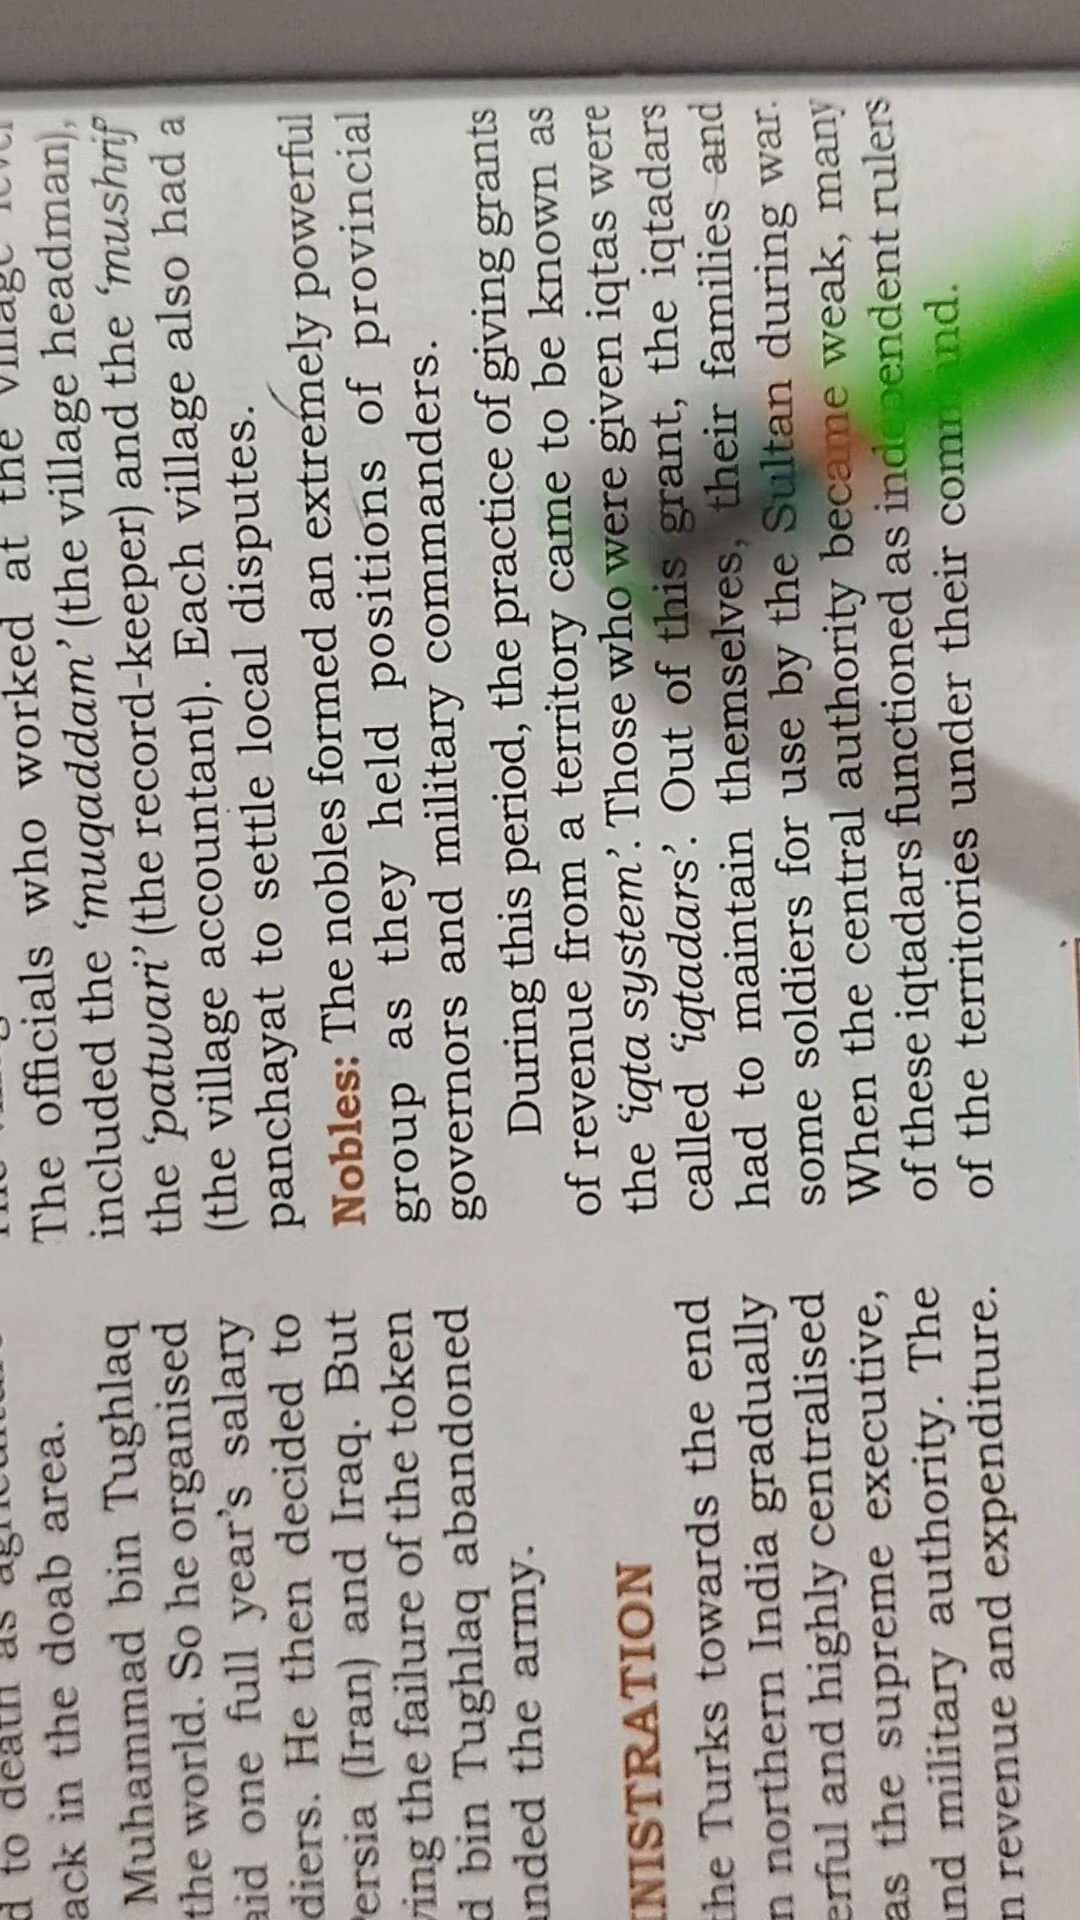 d to death as
ack in the doab area.
Muhammad bin Tughlaq
the world. So he organised
aid one full year's salary
diers. He then decided to
ersia (Iran) and Iraq. But
ving the failure of the token
d bin Tughlaq abandoned
anded the army.
INISTRATION
the Turks towards the end
n northern India gradually
erful and highly centralised
as the supreme executive,
and military authority. The
n revenue and expenditure.
The officials who worked at the village level
included the ‘muqaddam’ (the village headman),
the ‘patwari’ (the record-keeper) and the ‘mushrif’
(the village accountant). Each village also had a
panchayat to settle local disputes.
Nobles: The nobles formed an extremely powerful
group as they held positions of provincial
governors and military commanders.
During this period, the practice of giving grants
of revenue from a territory came to be known as
the ‘iqta system’. Those who were given iqtas were
called ‘iqtadars’. Out of this grant, the iqtadars
had to maintain themselves, their families and
some soldiers for use by the Sultan during war.
When the central authority became weak, many
of these iqtadars functioned as independent rulers
of the territories under their command.